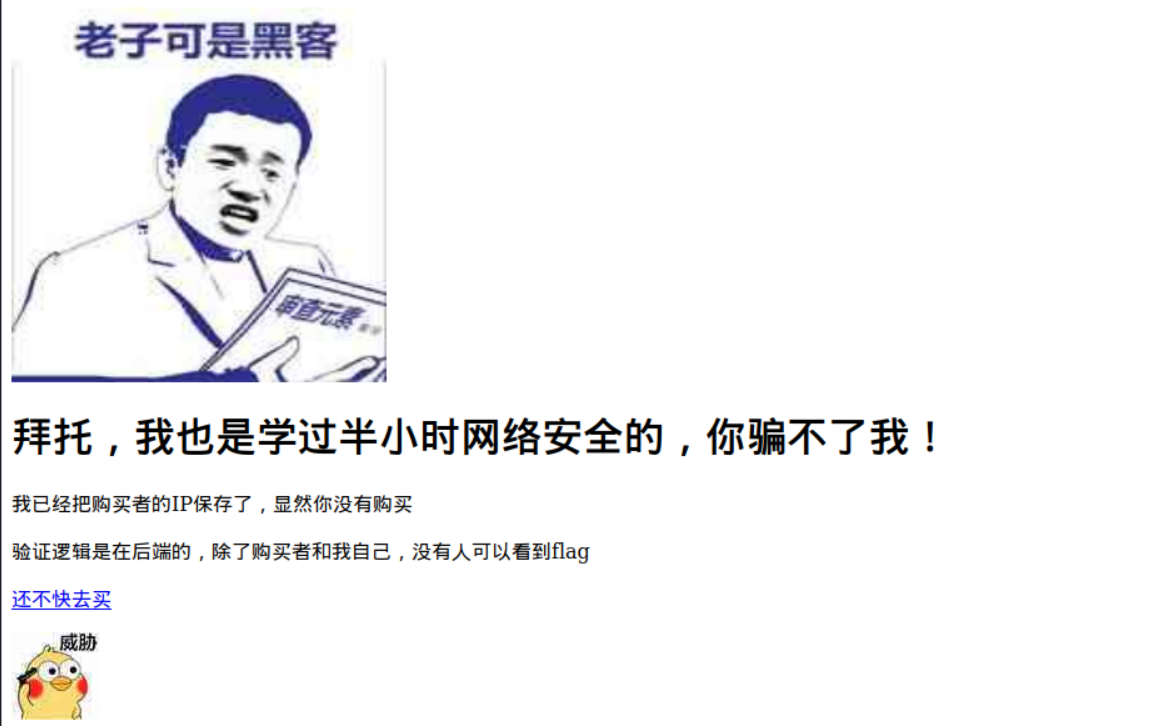 老子可是黑客
审查元素
拜托，我也是学过半小时网络安全的，你骗不了我！
我已经把购买者的IP保存了，显然你没有购买
验证逻辑是在后端的，除了购买者和我自己，没有人可以看到flag
还不快去买
威胁